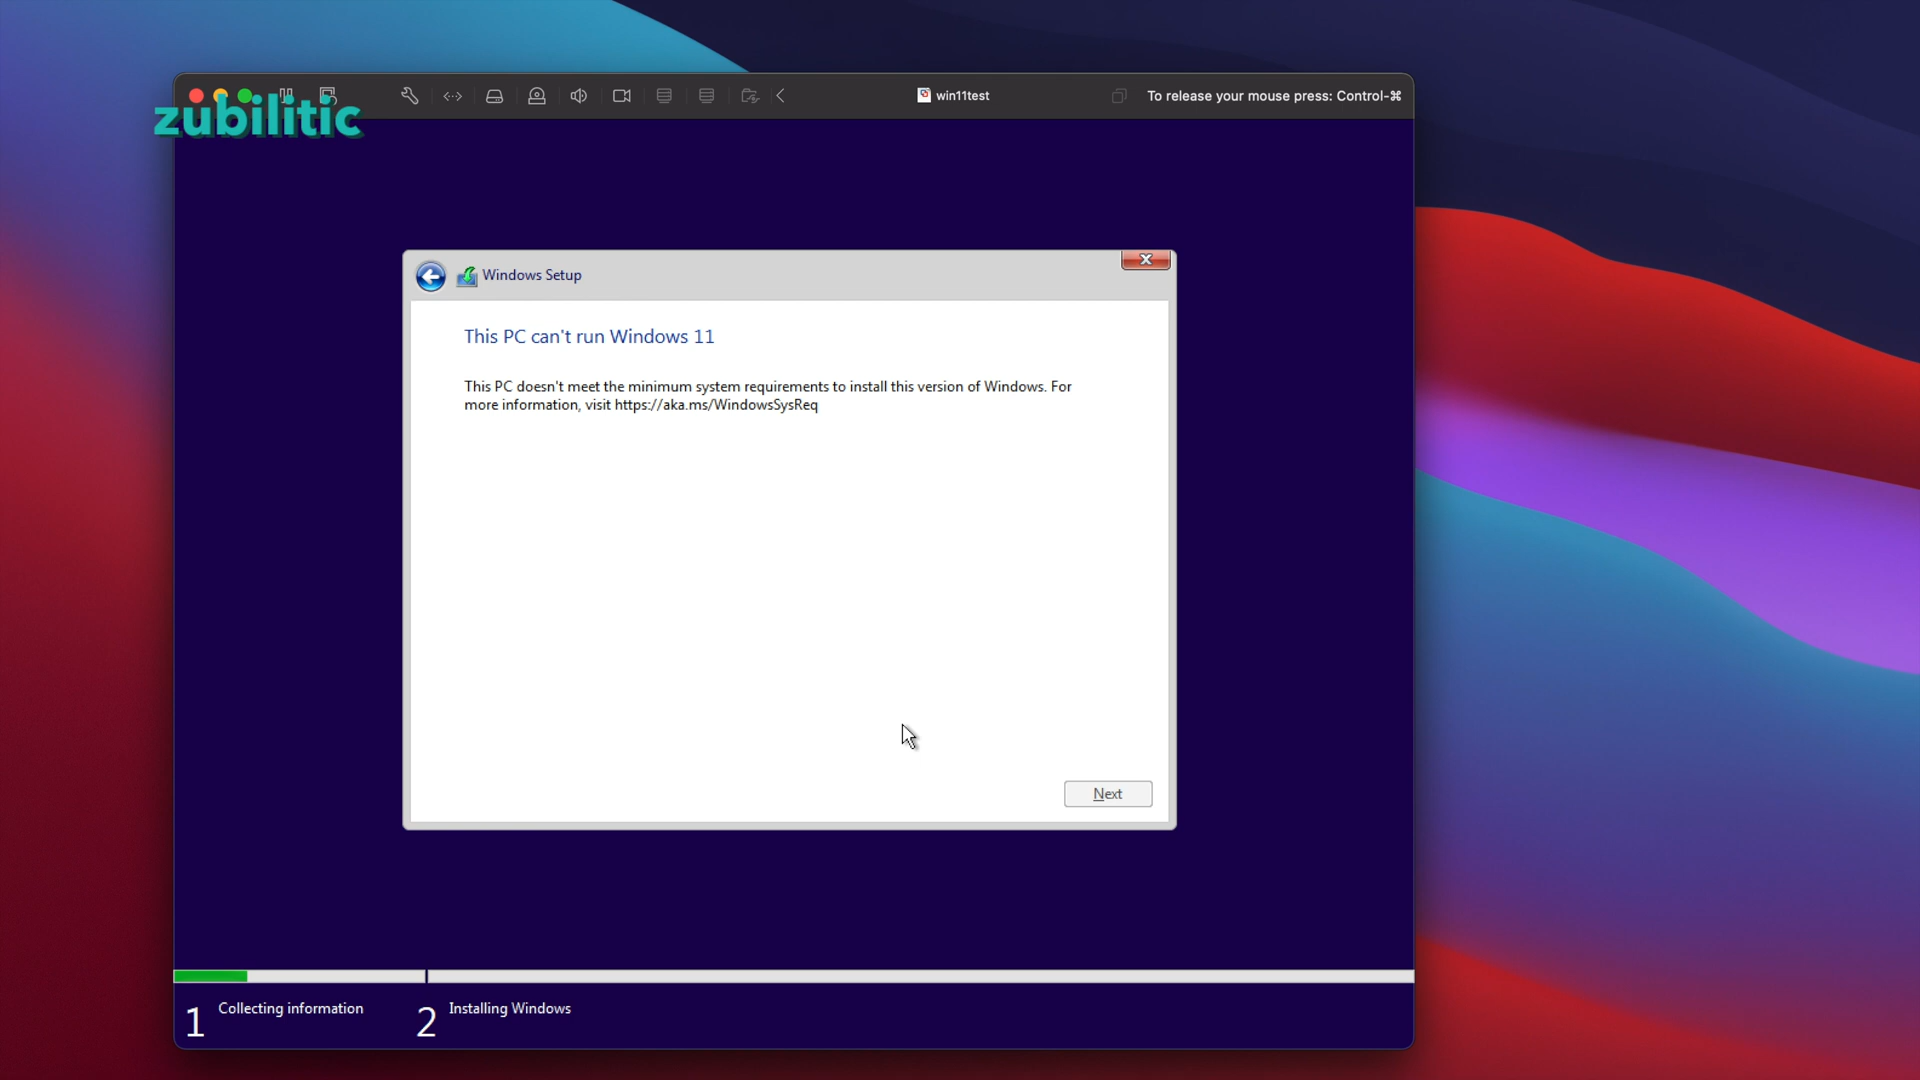 win11test
To release your mouse press: Control-⌘
zubilitic
Windows Setup
This PC can't run Windows 11
This PC doesn't meet the minimum system requirements to install this version of Windows. For
more information, visit https://aka.ms/WindowsSysReq
Next
1 Collecting information
2 Installing Windows